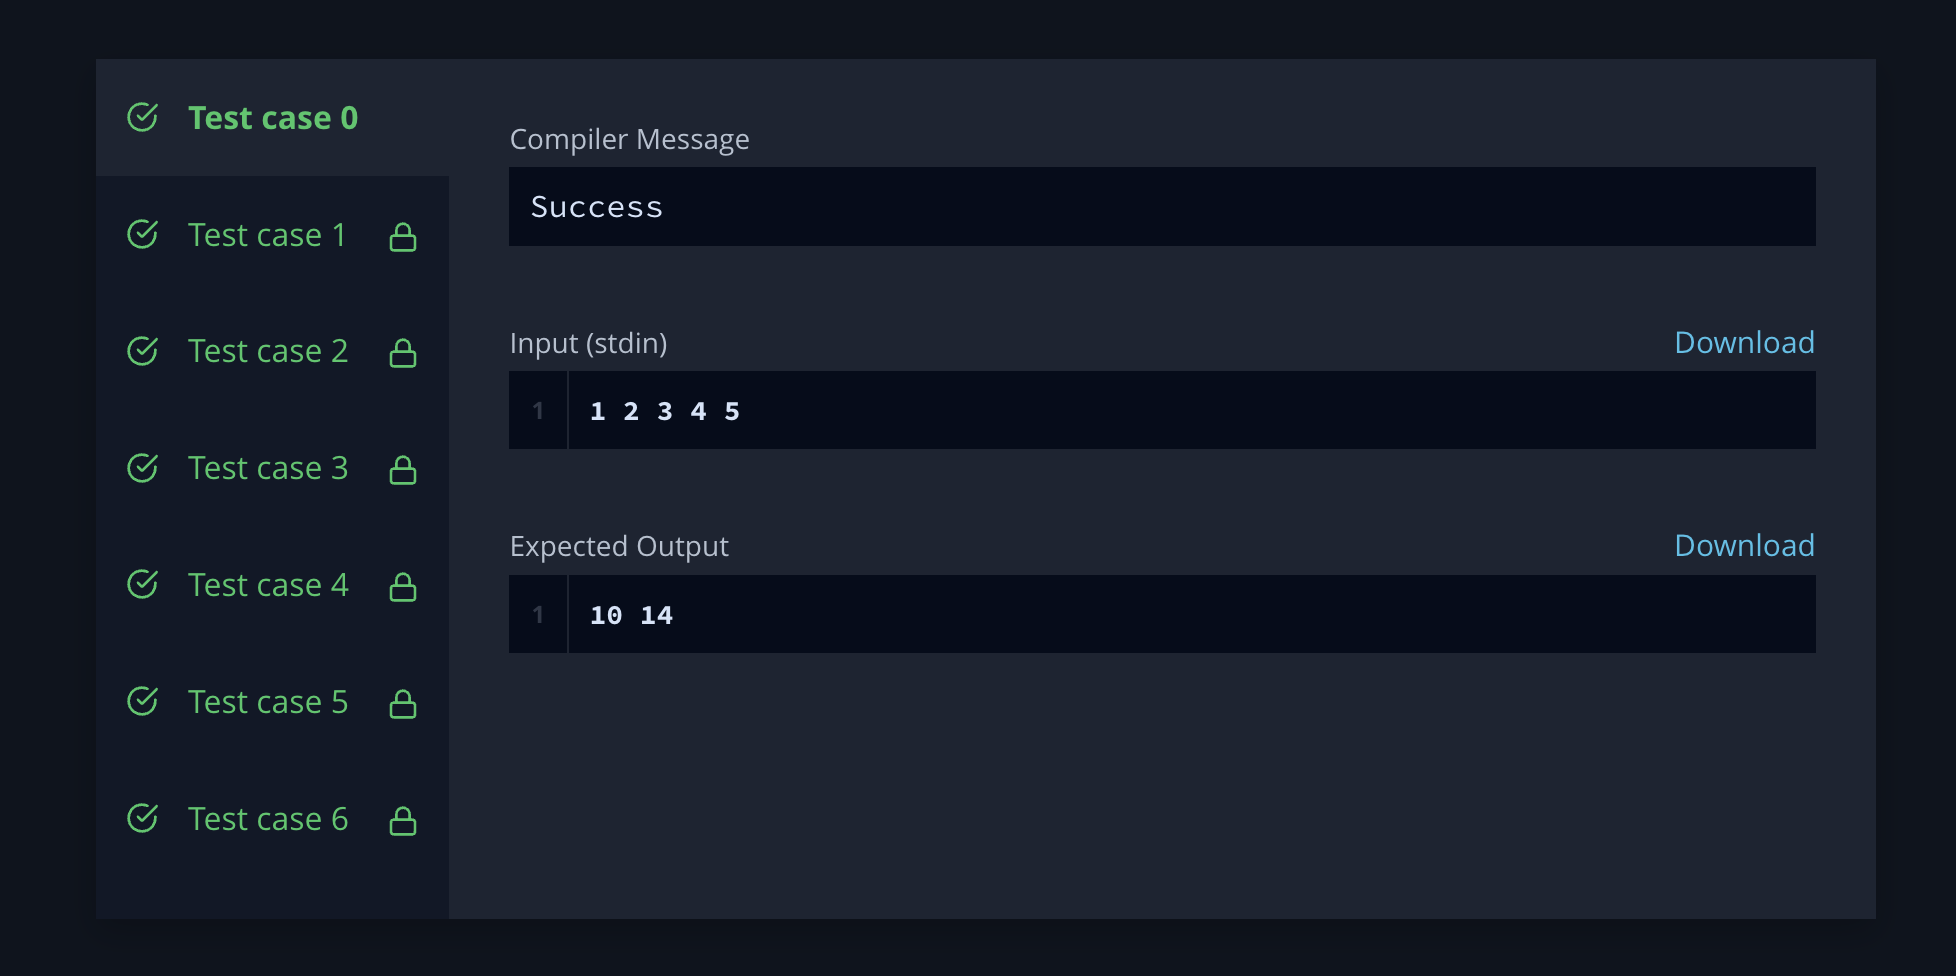 Test case 0
Test case 1
Test case 2
Test case 3
Test case 4
Test case 5
Test case 6
Compiler Message
Success
Input (stdin)
Download
1
1 2 3 4 5
Expected Output
Download
1
10 14